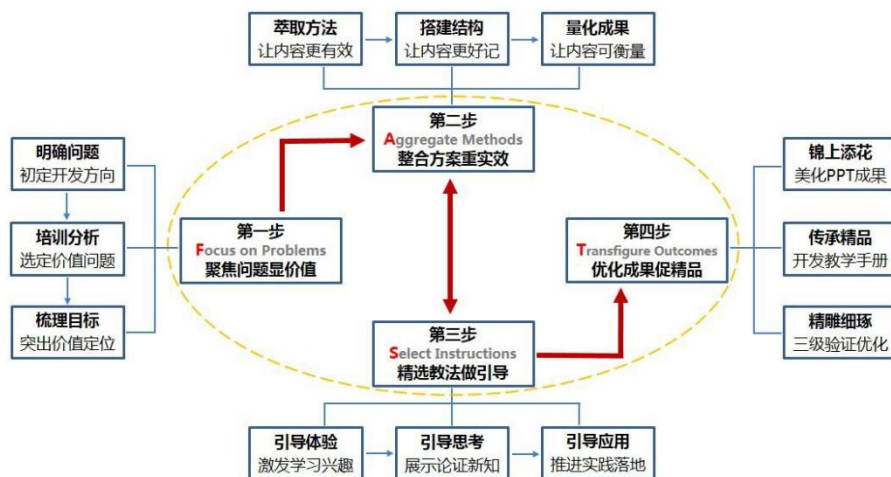 萃取方法
让内容更有效
搭建结构
让内容更好记
量化成果
让内容可衡量
第二步
Aggregate Methods
整合方案重实效
明确问题
初定开发方向
培训分析
选定价值问题
梳理目标
突出价值定位
第一步
Focus on Problems
聚焦问题显价值
第四步
Transfigure Outcomes
优化成果促精品
锦上添花
美化PPT成果
传承精品
开发教学手册
精雕细琢
三级验证优化
第三步
Select Instructions
精选教法做引导
引导体验
激发学习兴趣
引导思考
展示论证新知
引导应用
推进实践落地